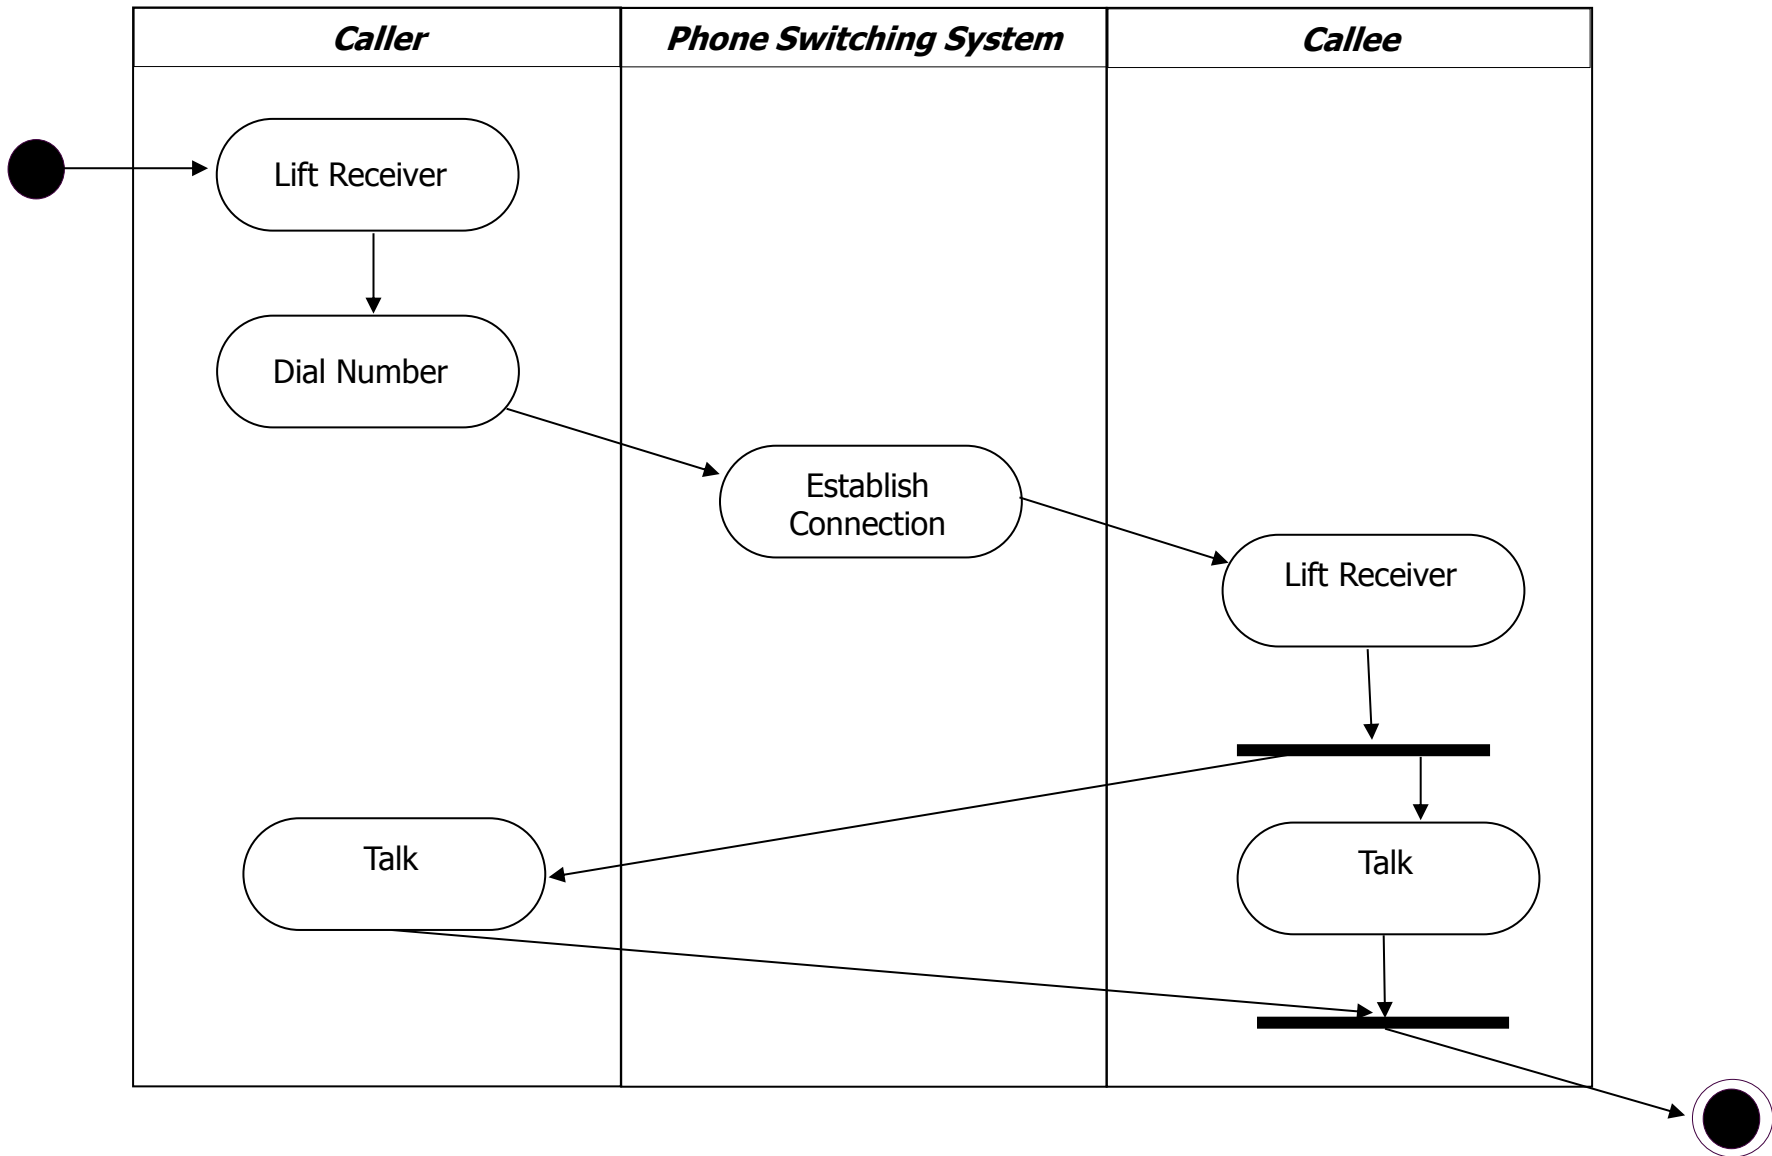 Caller
Phone Switching System
Callee
Lift Receiver
Dial Number
Establish
Connection
Lift Receiver
Talk
Talk